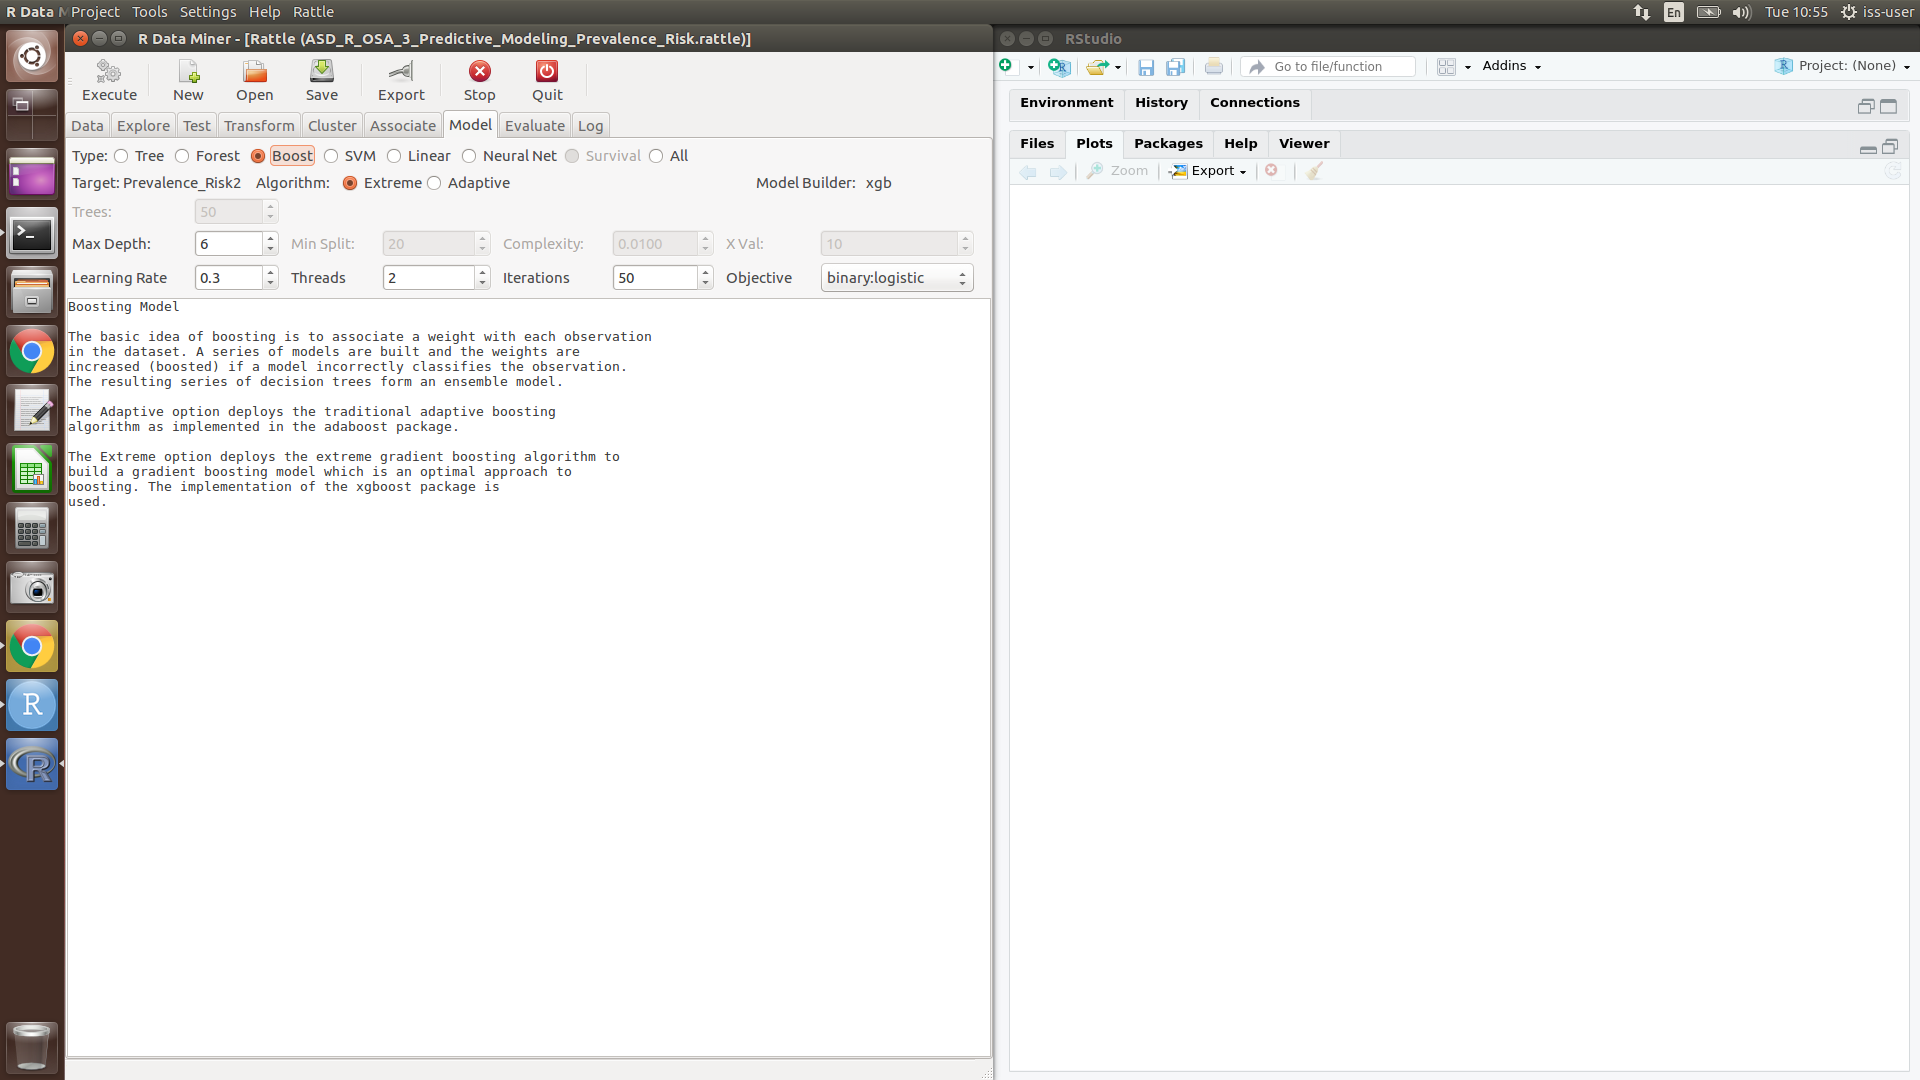 R Data M Project Tools Settings Help Rattle En Tue 10:55 iss-user
R Data Miner - [Rattle (ASD_R_OSA_3_Predictive_Modeling_Prevalence_Risk.rattle)]
Execute New Open Save Export Stop Quit
Data Explore Test Transform Cluster Associate Model Evaluate Log
Type: Tree Forest Boost SVM Linear Neural Net Survival All
Target: Prevalence_Risk2 Algorithm: Extreme Adaptive Model Builder: xgb
Trees: 50
Max Depth: 6 Min Split: 20 Complexity: 0.0100 X Val: 10
Learning Rate 0.3 Threads 2 Iterations 50 Objective binary:logistic
Boosting Model
The basic idea of boosting is to associate a weight with each observation
in the dataset. A series of models are built and the weights are
increased (boosted) if a model incorrectly classifies the observation.
The resulting series of decision trees form an ensemble model.
The Adaptive option deploys the traditional adaptive boosting
algorithm as implemented in the adaboost package.
The Extreme option deploys the extreme gradient boosting algorithm to
build a gradient boosting model which is an optimal approach to
boosting. The implementation of the xgboost package is
used.
RStudio
Go to file/function Addins Project: (None)
Environment History Connections
Files Plots Packages Help Viewer
Zoom Export